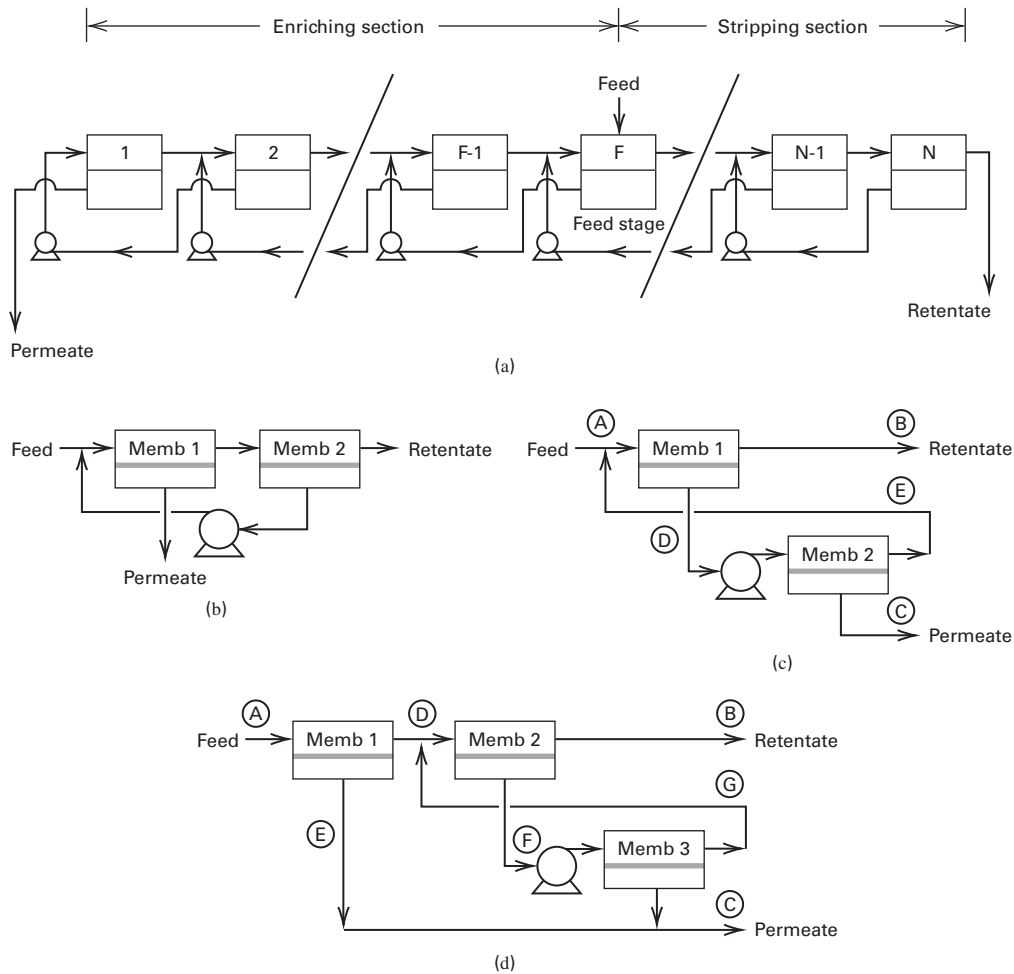 Enriching section
Stripping section
Feed
1
2
F-1
F
N-1
N
Feed stage
Permeate
Retentate
(a)
Feed
Memb 1
Memb 2
Retentate
Permeate
(b)
Feed
A
Memb 1
B
Retentate
E
D
Memb 2
C
Permeate
(c)
Feed
A
Memb 1
D
Memb 2
B
Retentate
G
E
F
Memb 3
C
Permeate
(d)